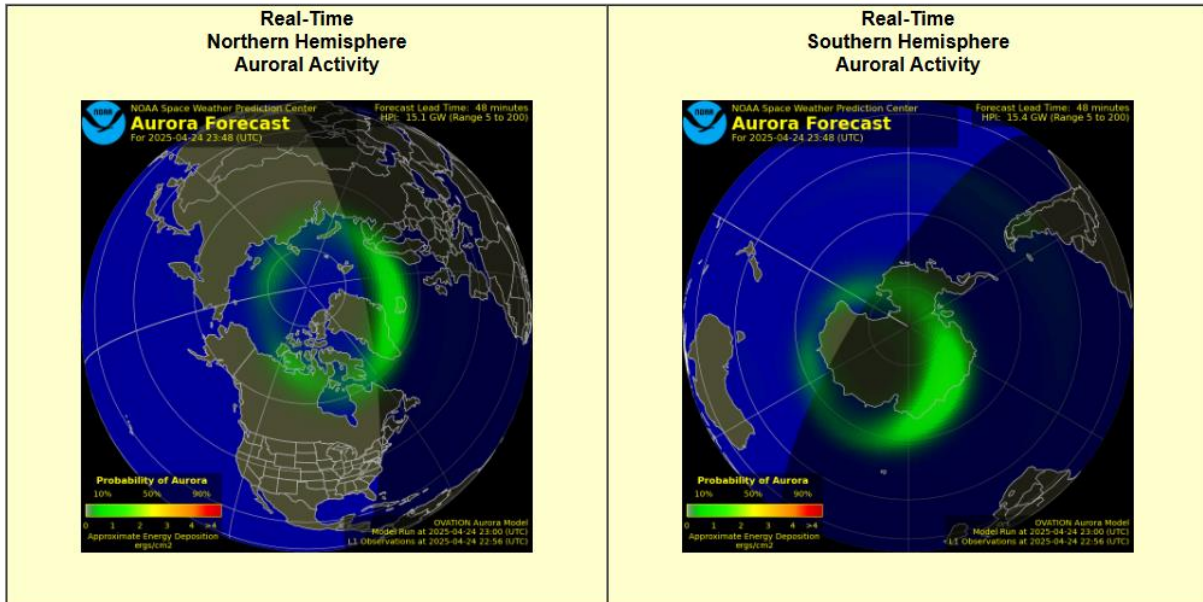 Real-Time
Northern Hemisphere
Auroral Activity
NOAA
NOAA Space Weather Prediction Center
Aurora Forecast
For 2025-04-24 23:48 (UTC)
Forecast Lead Time: 48 minutes
HPI: 15.1 GW (Range 5 to 200)
Probability of Aurora
10% 50% 90%
0 1 2 3 4 >4
Approximate Energy Deposition
ergs/cm2
OVATION Aurora Model
Model Run at 2025-04-24 23:00 (UTC)
L1 Observations at 2025-04-24 22:56 (UTC)
Real-Time
Southern Hemisphere
Auroral Activity
NOAA
NOAA Space Weather Prediction Center
Aurora Forecast
For 2025-04-24 23:48 (UTC)
Forecast Lead Time: 48 minutes
HPI: 15.4 GW (Range 5 to 200)
Probability of Aurora
10% 50% 90%
0 1 2 3 4 >4
Approximate Energy Deposition
ergs/cm2
OVATION Aurora Model
Model Run at 2025-04-24 23:00 (UTC)
L1 Observations at 2025-04-24 22:56 (UTC)